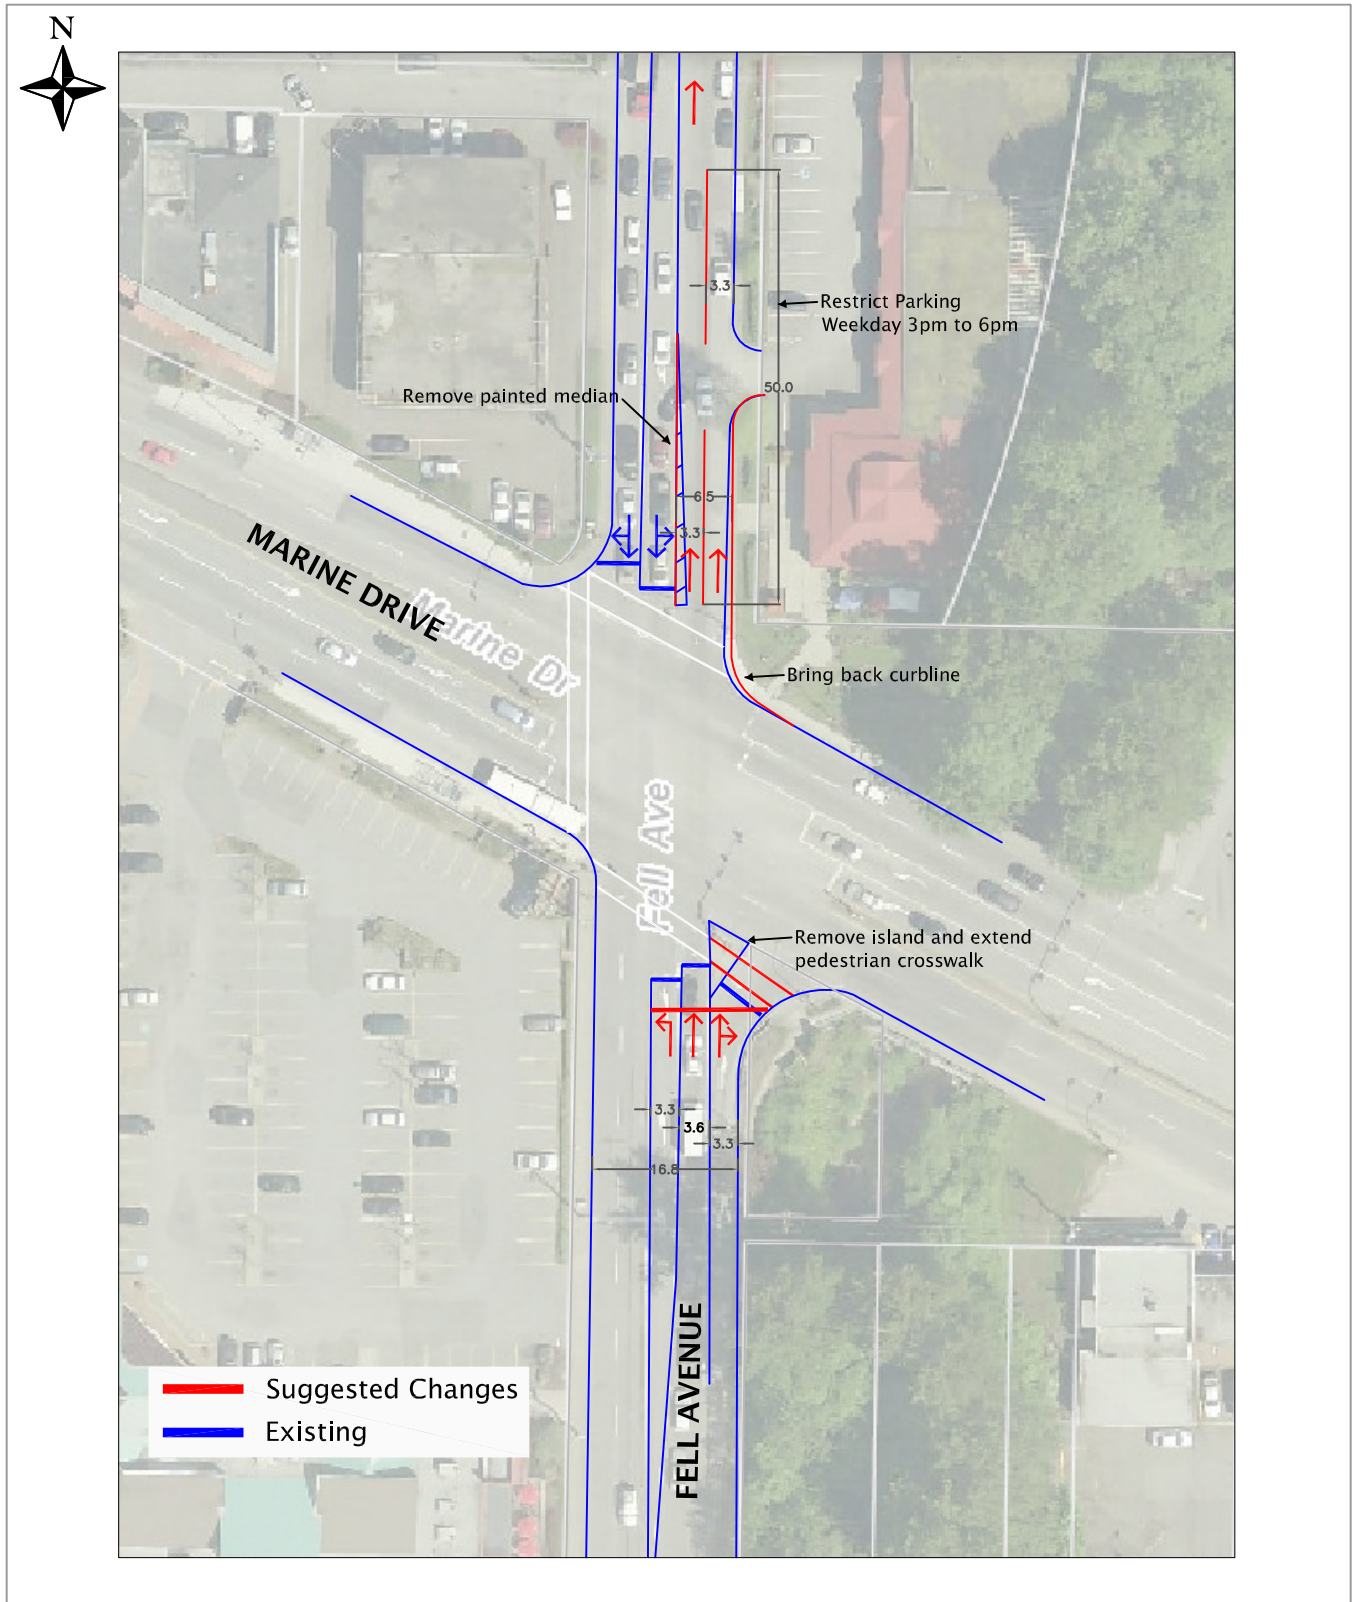 N
3.3
Restrict Parking
Weekday 3pm to 6pm
50.0
Remove painted median
6.5
3.3
MARINE DRIVE
Marine Dr
Bring back curbline
Fell Ave
Remove island and extend
pedestrian crosswalk
3.3
3.6
3.3
16.8
FELL AVENUE
Suggested Changes
Existing